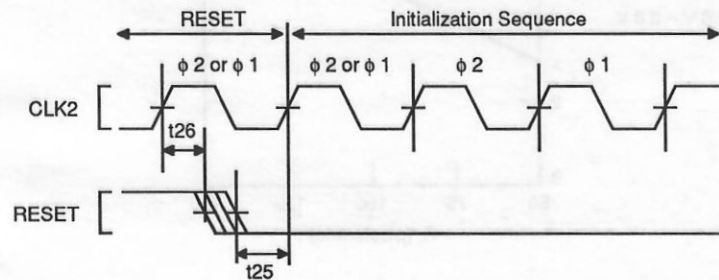 RESET
Initialization Sequence
ϕ 2 or ϕ 1
ϕ 2 or ϕ 1
ϕ 2
ϕ 1
CLK2
t26
RESET
t25